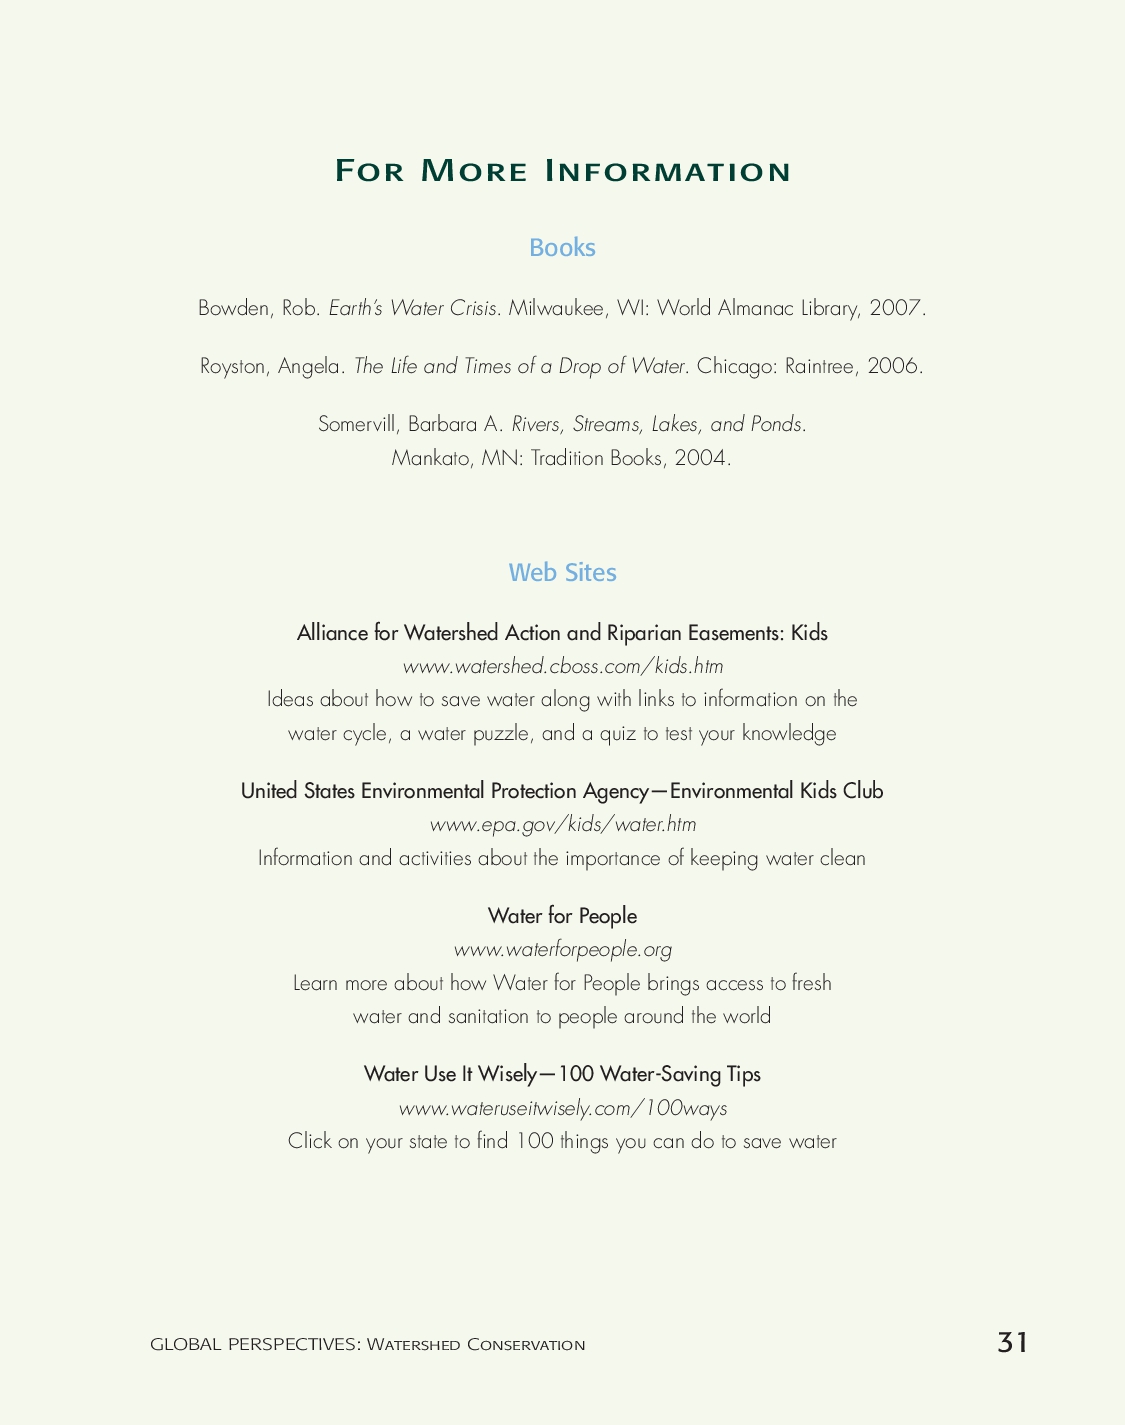 For More Information
Books
Bowden, Rob. Earth’s Water Crisis. Milwaukee, WI: World Almanac Library, 2007.
Royston, Angela. The Life and Times of a Drop of Water. Chicago: Raintree, 2006.
Somervill, Barbara A. Rivers, Streams, Lakes, and Ponds.
Mankato, MN: Tradition Books, 2004.
Web Sites
Alliance for Watershed Action and Riparian Easements: Kids
www.watershed.cboss.com/kids.htm
Ideas about how to save water along with links to information on the
water cycle, a water puzzle, and a quiz to test your knowledge
United States Environmental Protection Agency—Environmental Kids Club
www.epa.gov/kids/water.htm
Information and activities about the importance of keeping water clean
Water for People
www.waterforpeople.org
Learn more about how Water for People brings access to fresh
water and sanitation to people around the world
Water Use It Wisely—100 Water-Saving Tips
www.wateruseitwisely.com/100ways
Click on your state to find 100 things you can do to save water
GLOBAL PERSPECTIVES: Watershed Conservation 31